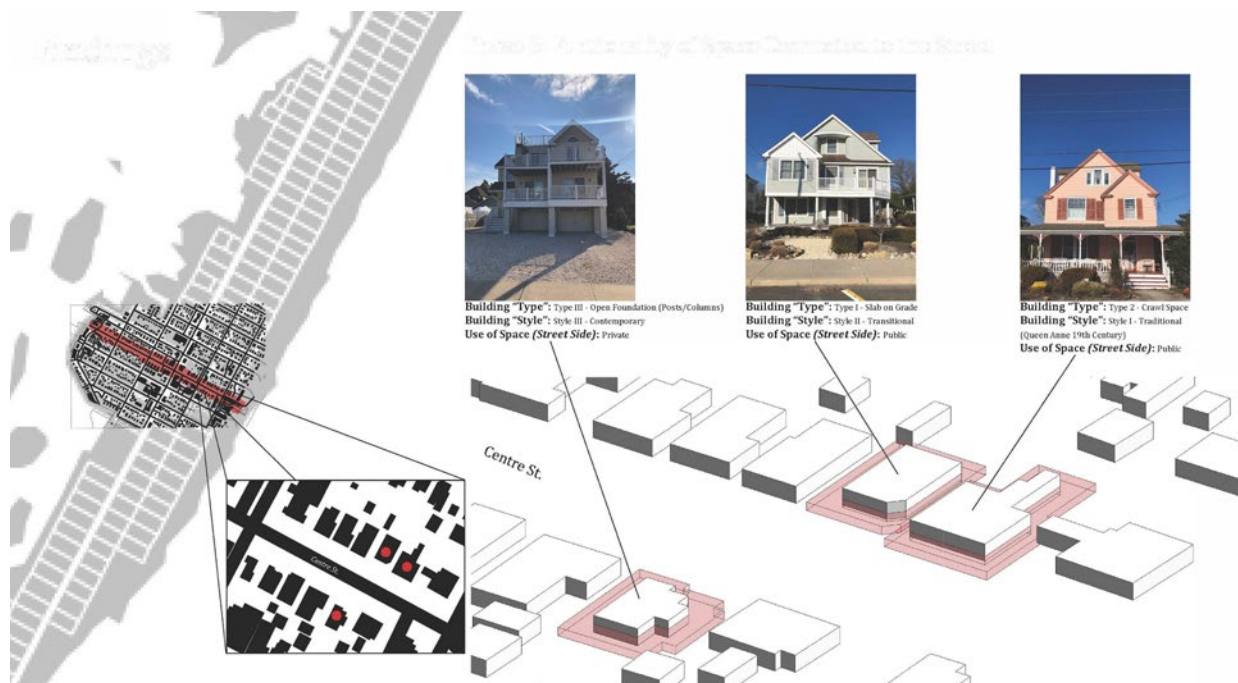 Building "Type": Type III - Open Foundation (Posts/Columns)
Building "Style": Style III - Contemporary
Use of Space (Street Side): Private
Building "Type": Type I - Slab on Grade
Building "Style": Style II - Transitional
Use of Space (Street Side): Public
Building "Type": Type 2 - Crawl Space
Building "Style": Style I - Traditional
(Queen Anne 19th Century)
Use of Space (Street Side): Public
Centre St.
Centre St.